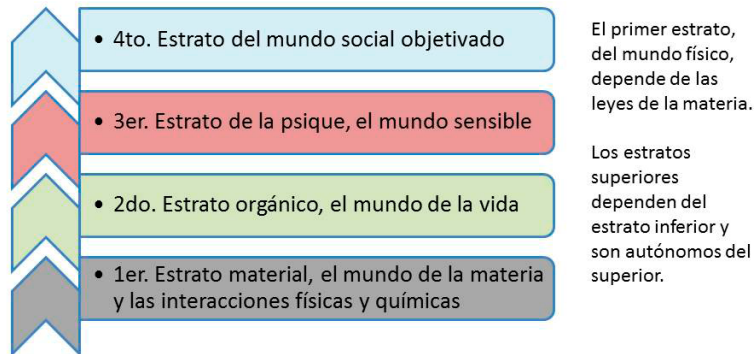 • 4to. Estrato del mundo social objetivado
• 3er. Estrato de la psique, el mundo sensible
• 2do. Estrato orgánico, el mundo de la vida
• 1er. Estrato material, el mundo de la materia
y las interacciones físicas y químicas
El primer estrato,
del mundo físico,
depende de las
leyes de la materia.
Los estratos
superiores
dependen del
estrato inferior y
son autónomos del
superior.